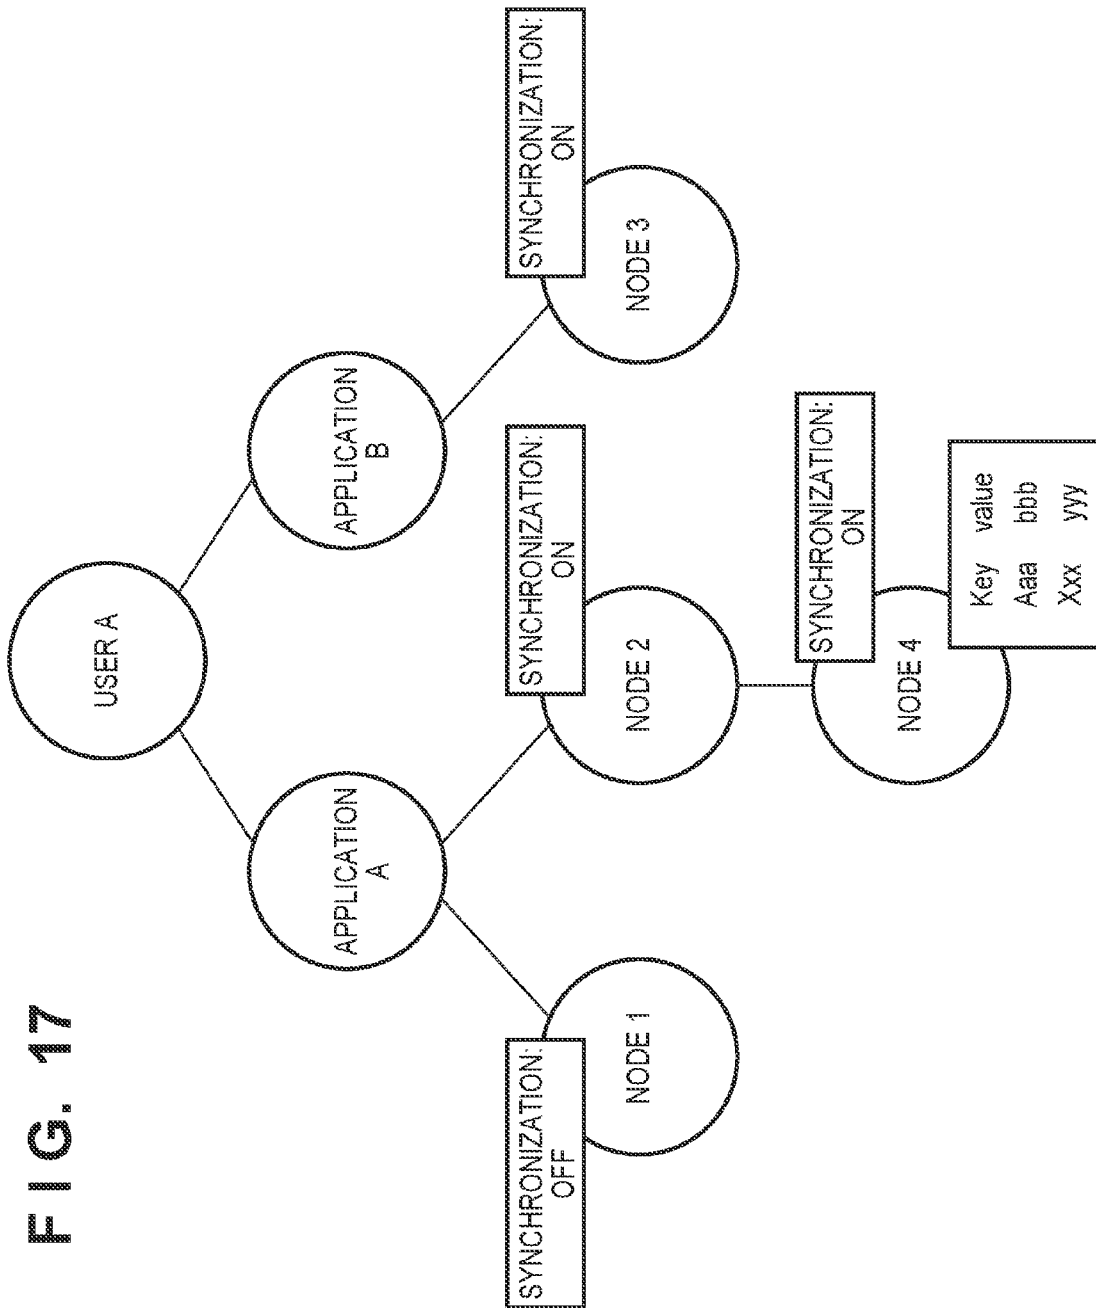 FIG. 17
USER A
APPLICATION
A
APPLICATION
B
SYNCHRONIZATION:
OFF
NODE 1
SYNCHRONIZATION:
ON
NODE 2
SYNCHRONIZATION:
ON
NODE 3
SYNCHRONIZATION:
ON
NODE 4
Key value
Aaa bbb
Xxx yyy